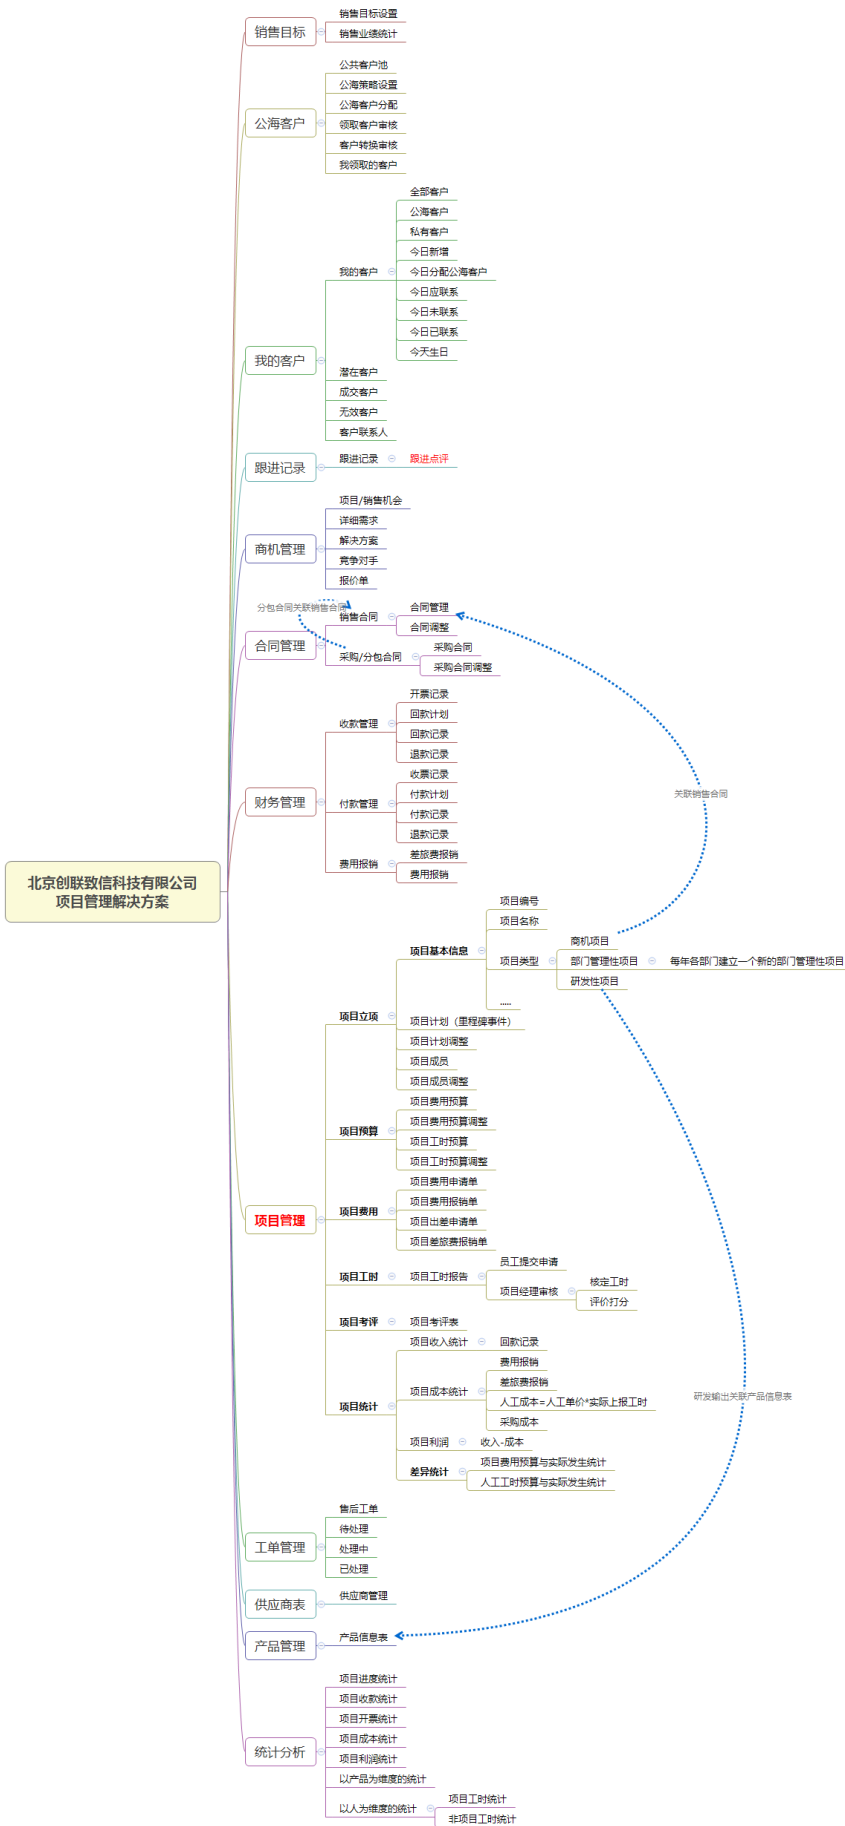 销售目标设置
销售目标
销售业绩统计
公共客户池
公海策略设置
公海客户分配
公海客户
领取客户审核
客户转换审核
我领取的客户
全部客户
公海客户
私有客户
今日新增
我的客户
今日分配公海客户
今日应联系
今日未联系
今日已联系
今天生日
我的客户
潜在客户
成交客户
无效客户
客户联系人
跟进记录
跟进记录
跟进点评
项目/销售机会
详细需求
商机管理
解决方案
竞争对手
报价单
分包合同关联销售合同
合同管理
销售合同
合同调整
合同管理
采购/分包合同
采购合同
采购合同调整
开票记录
回款计划
收款管理
回款记录
退款记录
收票记录
付款计划
财务管理
付款管理
付款记录
退款记录
差旅费报销
费用报销
费用报销
关联销售合同
北京创联致信科技有限公司
项目管理解决方案
项目编号
项目名称
商机项目
项目基本信息
项目类型
部门管理性项目
每年各部门建立一个新的部门管理性项目
研发性项目
.....
项目立项
项目计划（里程碑事件）
项目计划调整
项目成员
项目成员调整
项目费用预算
项目费用预算调整
项目预算
项目工时预算
项目工时预算调整
项目费用申请单
项目费用报销单
项目费用
项目管理
项目出差申请单
项目差旅费报销单
员工提交申请
项目工时
项目工时报告
项目经理审核
核定工时
评价打分
项目考评
项目考评表
项目收入统计
回款记录
费用报销
差旅费报销
项目成本统计
人工成本=人工单价*实际上报工时
研发输出关联产品信息表
项目统计
采购成本
项目利润
收入-成本
项目费用预算与实际发生统计
差异统计
人工工时预算与实际发生统计
售后工单
待处理
工单管理
处理中
已处理
供应商表
供应商管理
产品管理
产品信息表
项目进度统计
项目收款统计
项目开票统计
项目成本统计
统计分析
项目利润统计
以产品为维度的统计
以人为维度的统计
项目工时统计
非项目工时统计